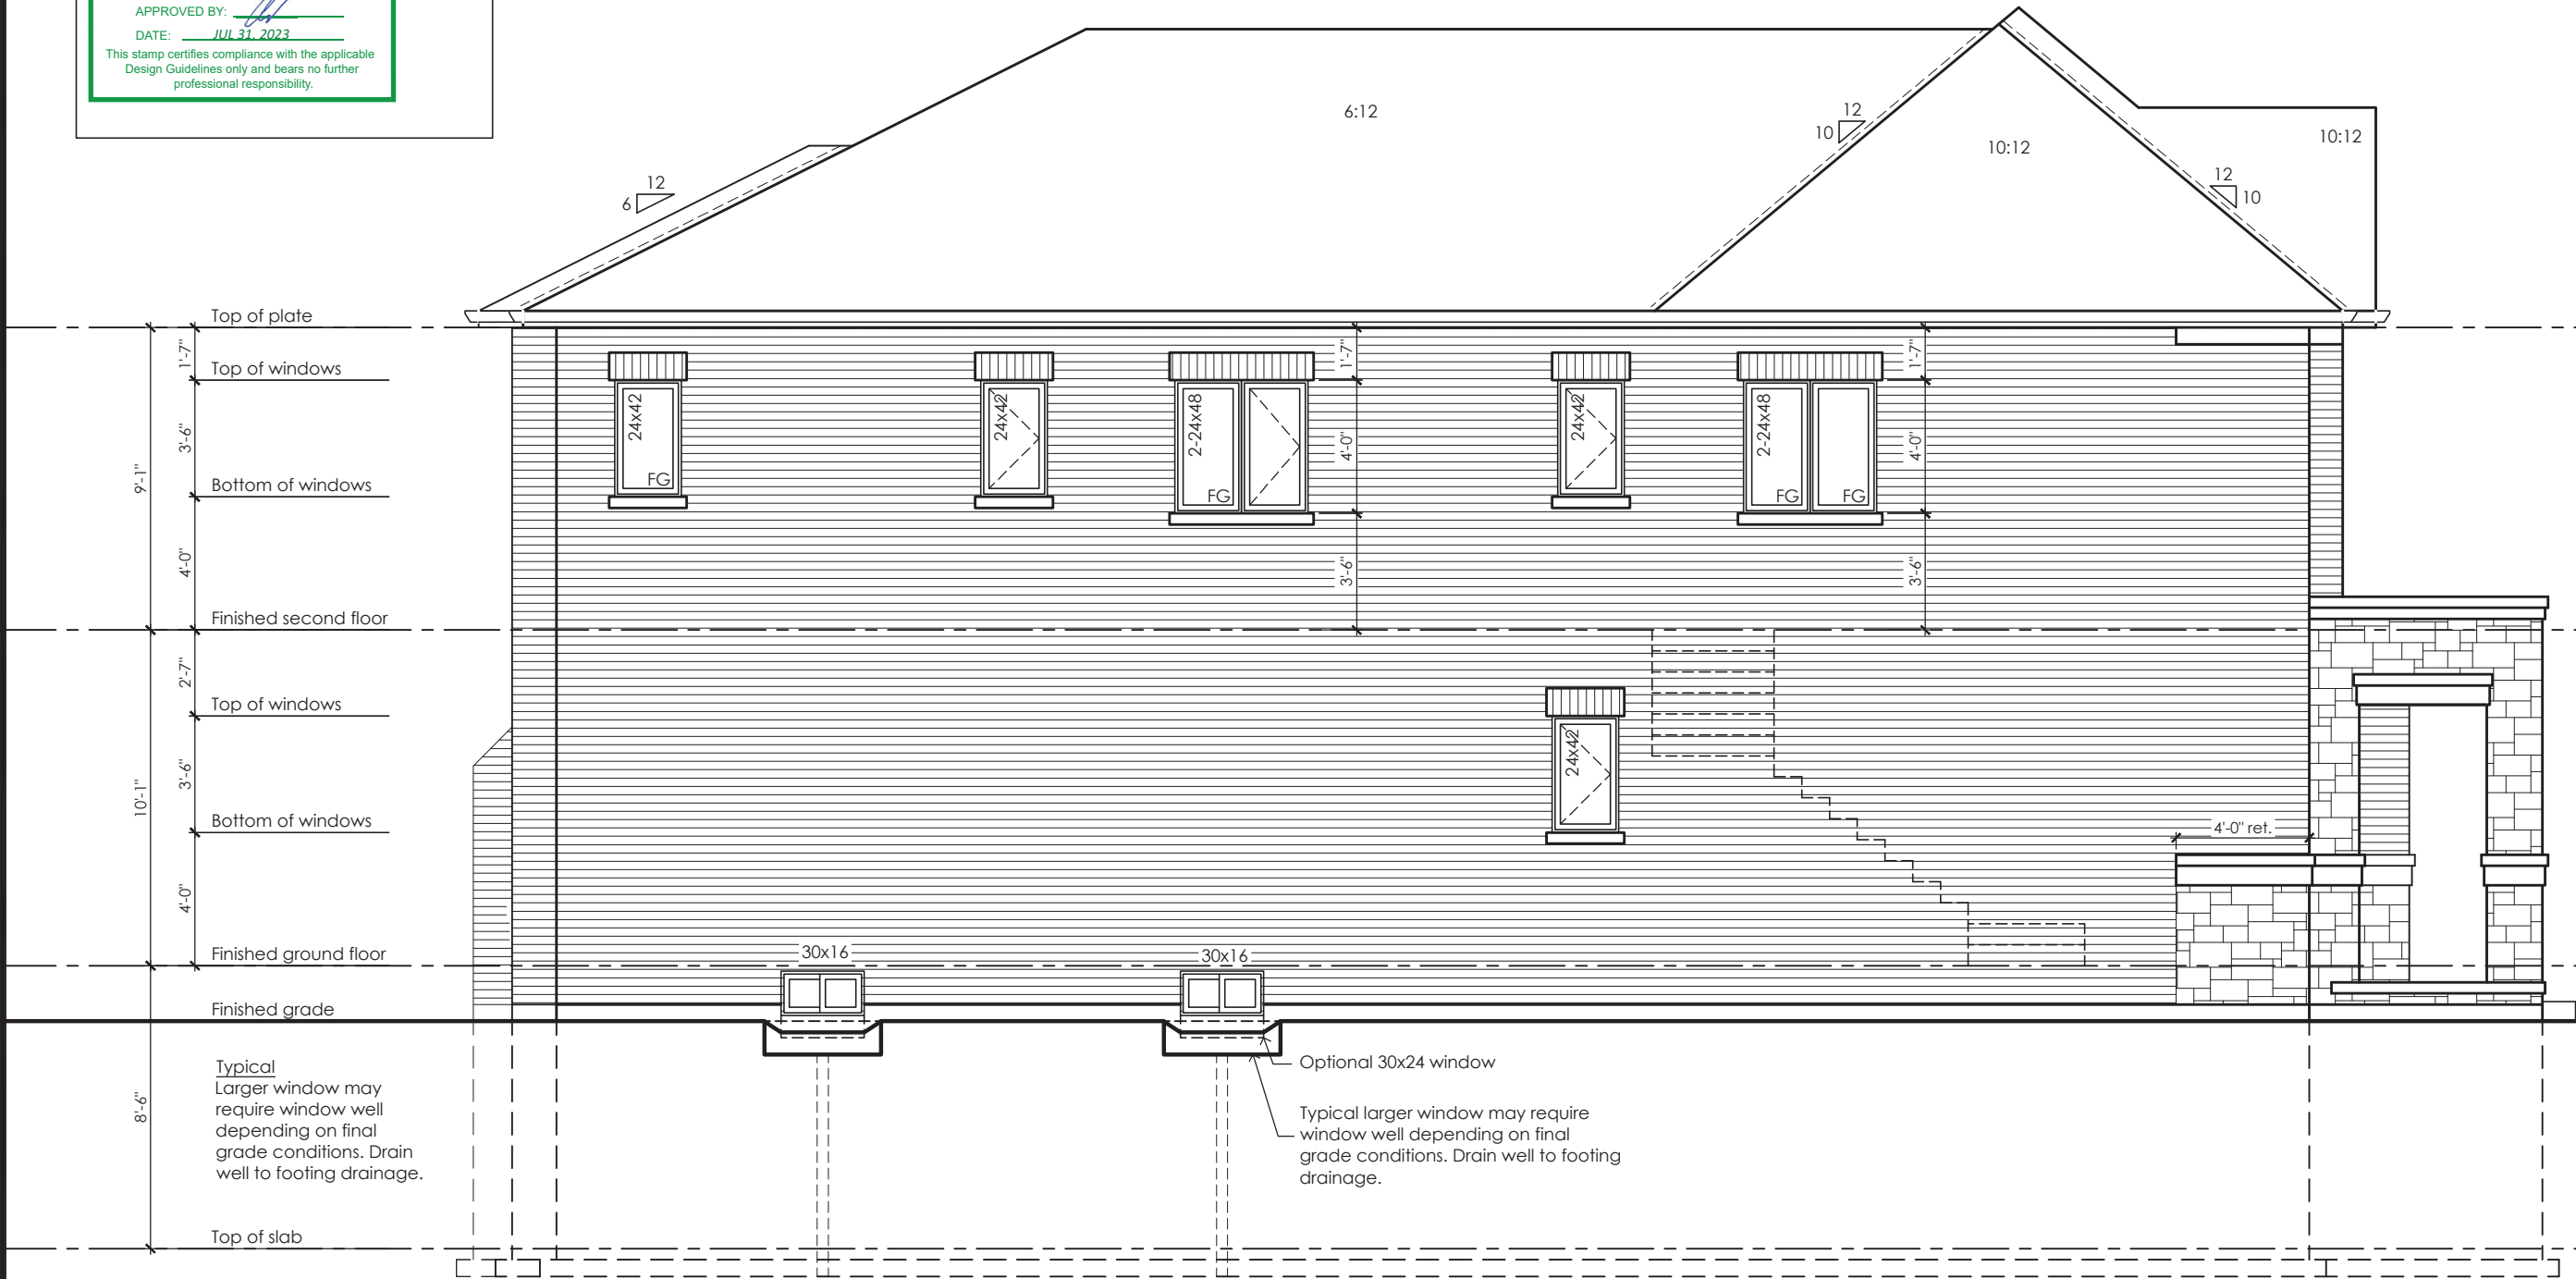 APPROVED BY:
DATE: JUL 31, 2023
This stamp certifies compliance with the applicable
Design Guidelines only and bears no further
professional responsibility.
6:12
12
10
10:12
10:12
12
10
12
6
Top of plate
1'-7"
Top of windows
3'-6"
Bottom of windows
9'-1"
4'-0"
Finished second floor
2'-7"
Top of windows
3'-6"
10'-1"
Bottom of windows
4'-0"
Finished ground floor
Finished grade
8'-6"
Top of slab
24x42
FG
24x42
2-24x48
FG
1'-7"
4'-0"
3'-6"
24x42
2-24x48
FG
FG
1'-7"
4'-0"
3'-6"
24x42
4'-0" ret.
30x16
30x16
Typical
Larger window may
require window well
depending on final
grade conditions. Drain
well to footing drainage.
Optional 30x24 window
Typical larger window may require
window well depending on final
grade conditions. Drain well to footing
drainage.